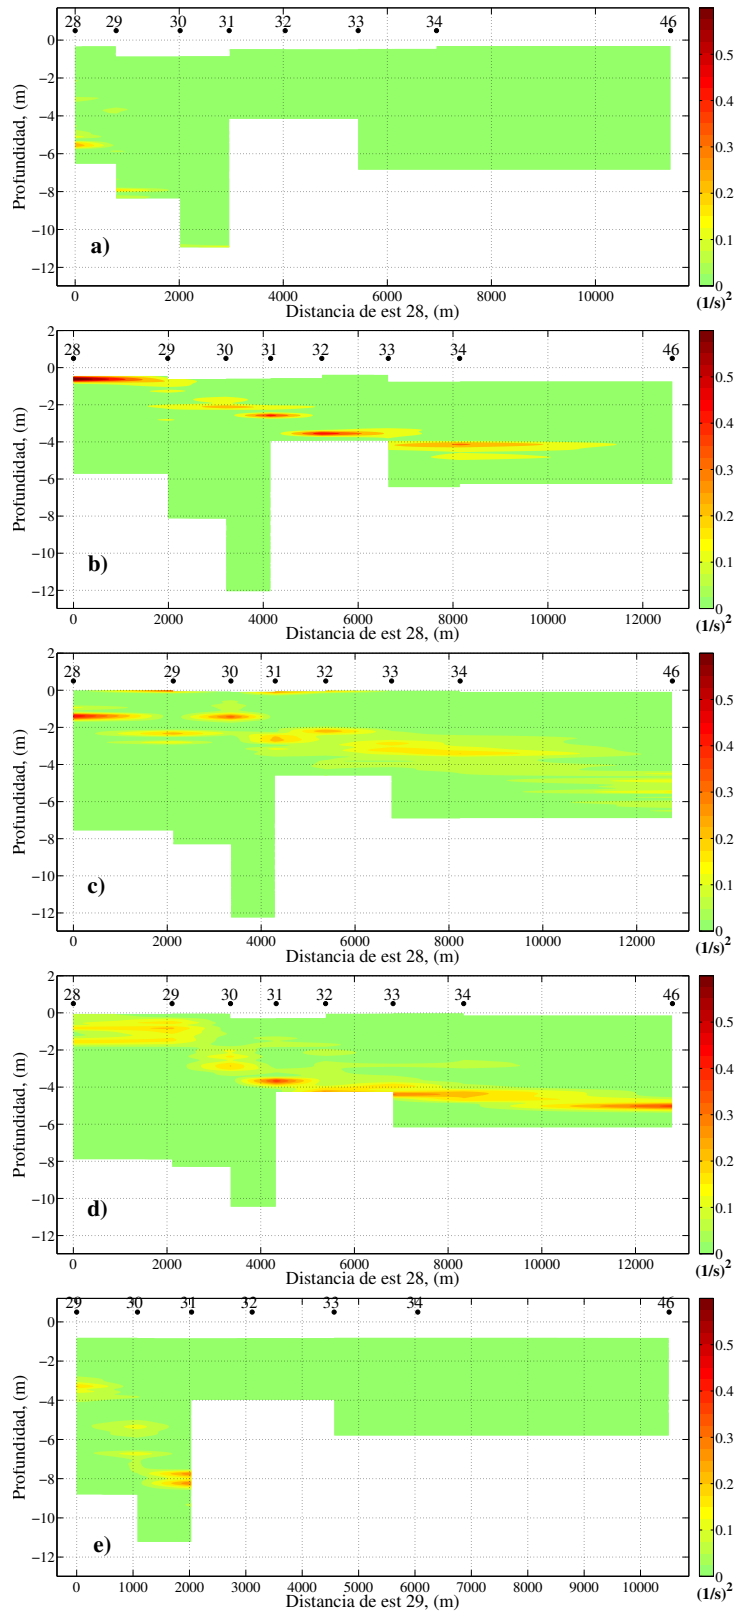 28 29 30 31 32 33 34 46
0
−2
−4
−6
−8
−10
−12
Profundidad, (m)
a)
0 2000 4000 6000 8000 10000
Distancia de est 28, (m)
0.5
0.4
0.3
0.2
0.1
0
(1/s)2
2
0
−2
−4
−6
−8
−10
−12
Profundidad, (m)
28 29 30 31 32 33 34 46
b)
0 2000 4000 6000 8000 10000 12000
Distancia de est 28, (m)
0.5
0.4
0.3
0.2
0.1
0
(1/s)2
2
0
−2
−4
−6
−8
−10
−12
Profundidad, (m)
28 29 30 31 32 33 34 46
c)
0 2000 4000 6000 8000 10000 12000
Distancia de est 28, (m)
0.5
0.4
0.3
0.2
0.1
0
(1/s)2
2
0
−2
−4
−6
−8
−10
−12
Profundidad, (m)
28 29 30 31 32 33 34 46
d)
0 2000 4000 6000 8000 10000 12000
Distancia de est 28, (m)
0.5
0.4
0.3
0.2
0.1
0
(1/s)2
29 30 31 32 33 34 46
0
−2
−4
−6
−8
−10
−12
Profundidad, (m)
e)
0 1000 2000 3000 4000 5000 6000 7000 8000 9000 10000
Distancia de est 29, (m)
0.5
0.4
0.3
0.2
0.1
0
(1/s)2